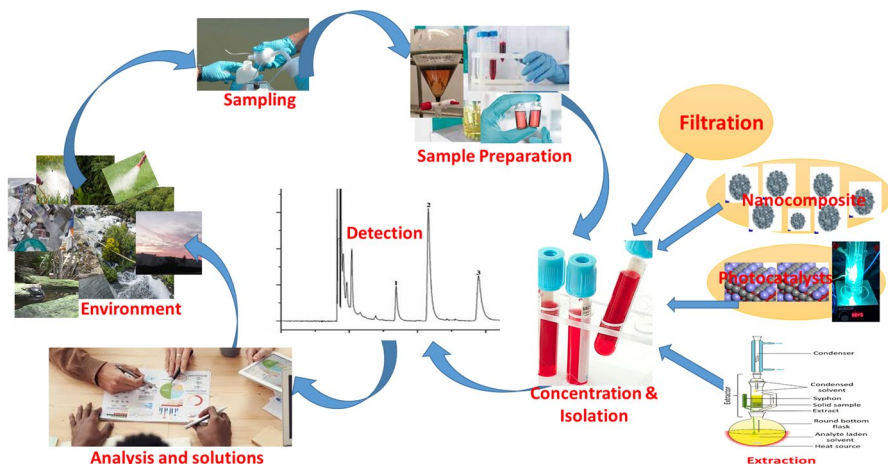 Sampling
Sample Preparation
Filtration
Nanocomposite
Photocatalysts
Detection
1
2
3
Environment
Condenser
Condensed
solvent
Syphon
Solid sample
Extract
Extractor
Round bottom
flask
Analyte laden
solvent
Heat source
Extraction
Concentration &
Isolation
Analysis and solutions